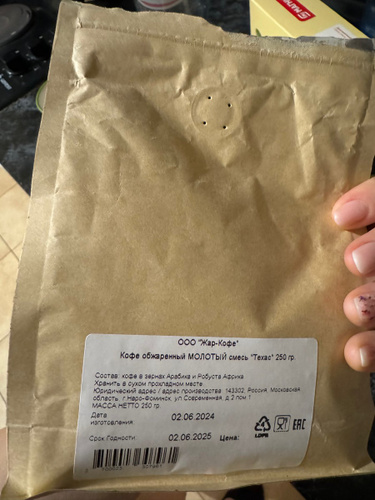 ООО "Жар-Кофе"
Кофе обжаренный МОЛОТЫЙ смесь "Техас" 250 гр.
Состав: кофе в зернах Арабика и Робуста Африка
Хранить в сухом прохладном месте
Юридический адрес / адрес производства 143302, Россия, Московская
область, г.Наро-Фоминск, ул Современная, д 2 пом 1
МАССА НЕТТО 250 гр.
Дата
изготовления: 02.06.2024
Срок Годности: 02.06.2025 Цена:
4
LDPE
EAC